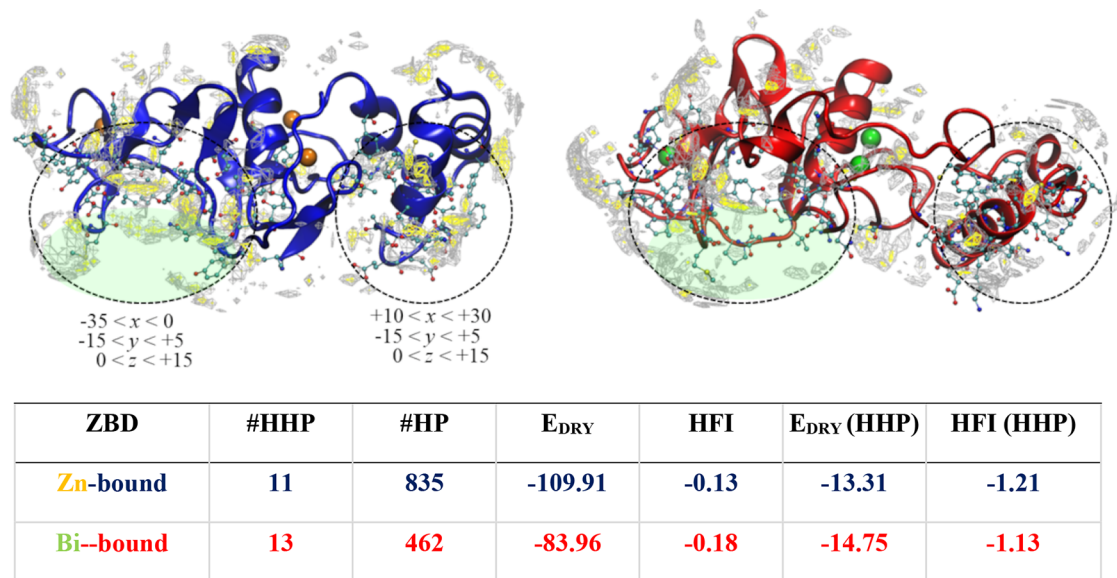 -35 < x < 0
-15 < y < +5
0 < z < +15
+10 < x < +30
-15 < y < +5
0 < z < +15
ZBD #HHP #HP EDRY HFI EDRY (HHP) HFI (HHP)
Zn-bound 11 835 -109.91 -0.13 -13.31 -1.21
Bi--bound 13 462 -83.96 -0.18 -14.75 -1.13